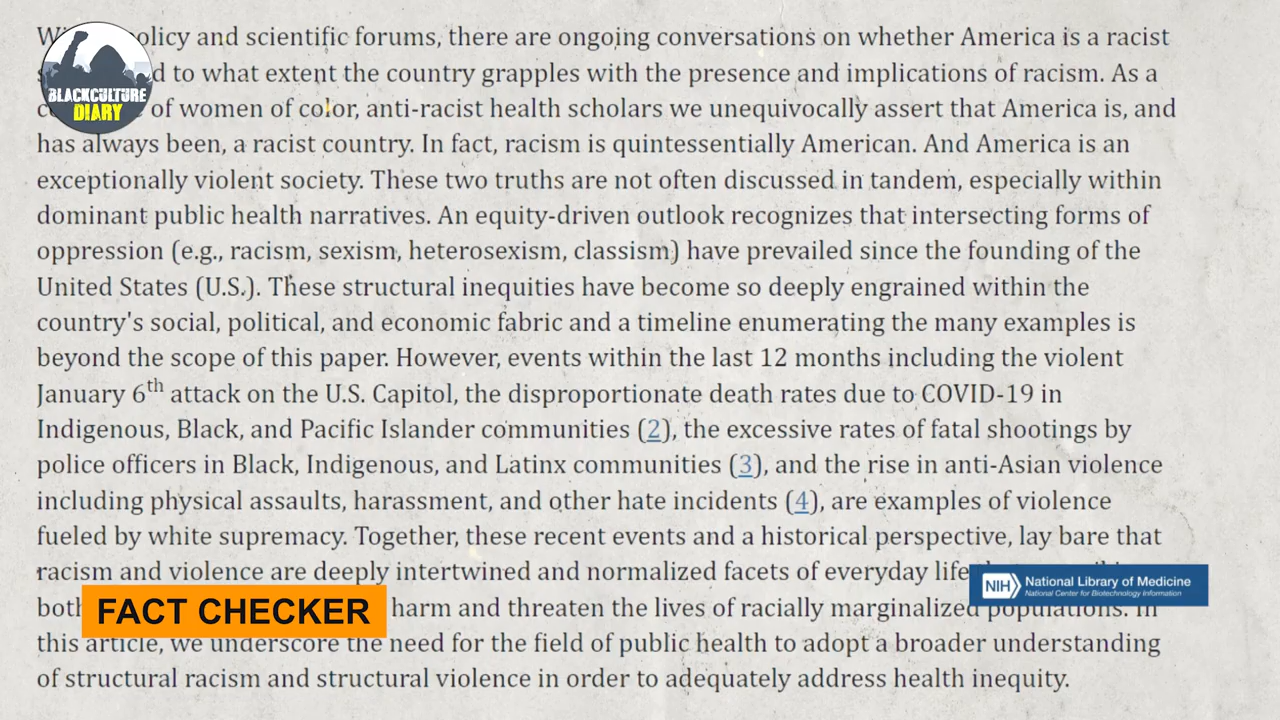 policy and scientific forums, there are ongoing conversations on whether America is a racist
d to what extent the country grapples with the presence and implications of racism. As a
of women of color, anti-racist health scholars we unequivocally assert that America is, and
has always been, a racist country. In fact, racism is quintessentially American. And America is an
exceptionally violent society. These two truths are not often discussed in tandem, especially within
dominant public health narratives. An equity-driven outlook recognizes that intersecting forms of
oppression (e.g., racism, sexism, heterosexism, classism) have prevailed since the founding of the
United States (U.S.). These structural inequities have become so deeply engrained within the
country's social, political, and economic fabric and a timeline enumerating the many examples is
beyond the scope of this paper. However, events within the last 12 months including the violent
January 6th attack on the U.S. Capitol, the disproportionate death rates due to COVID-19 in
Indigenous, Black, and Pacific Islander communities (2), the excessive rates of fatal shootings by
police officers in Black, Indigenous, and Latinx communities (3), and the rise in anti-Asian violence
including physical assaults, harassment, and other hate incidents (4), are examples of violence
fueled by white supremacy. Together, these recent events and a historical perspective, lay bare that
racism and violence are deeply intertwined and normalized facets of everyday life
both harm and threaten the lives of racially marginalized populations. In
this article, we underscore the need for the field of public health to adopt a broader understanding
of structural racism and structural violence in order to adequately address health inequity.
BLACKCULTURE
DIARY
FACT CHECKER
NIH National Library of Medicine
National Center for Biotechnology Information